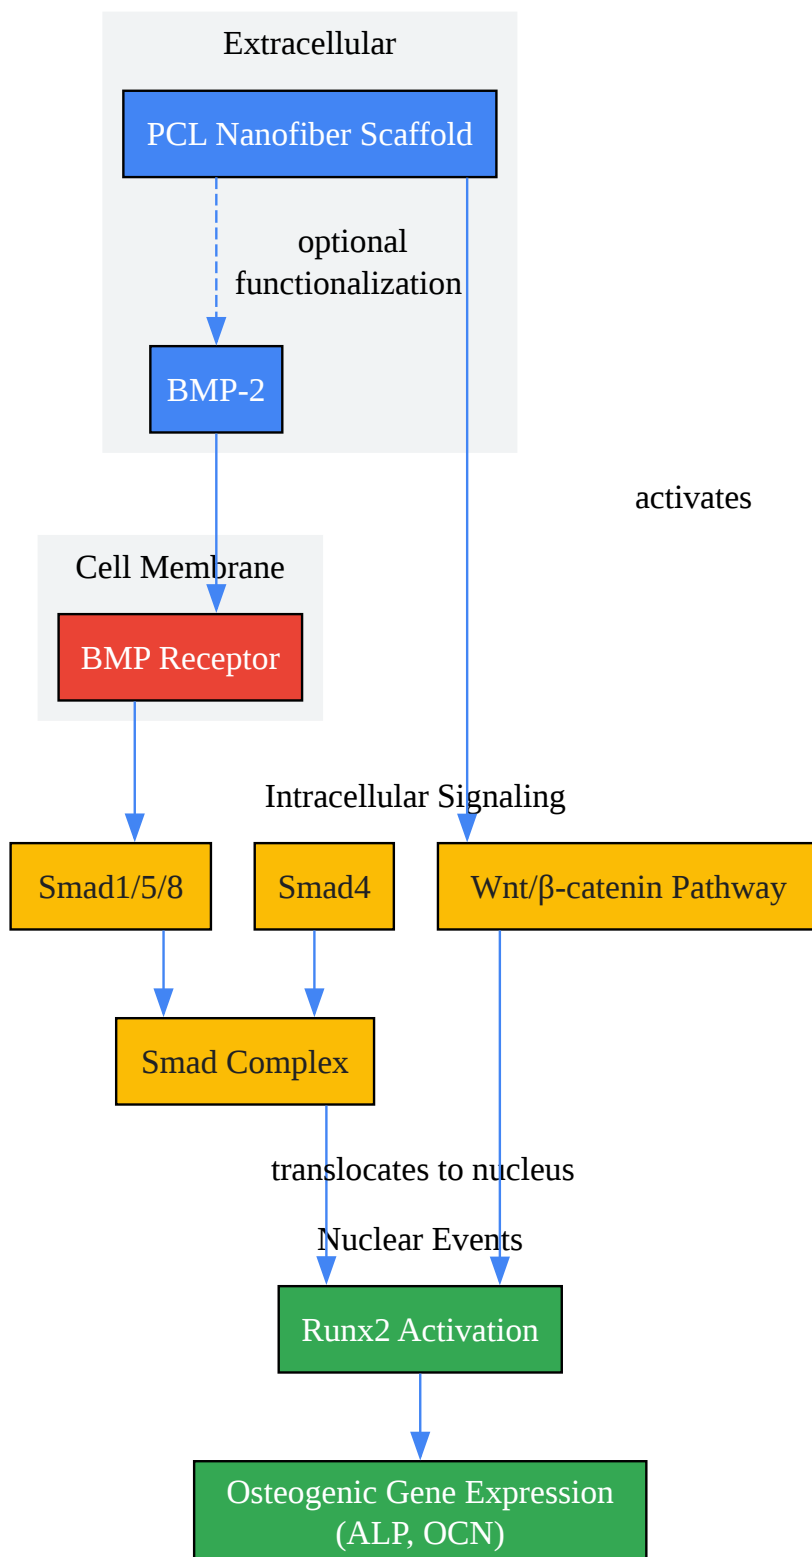 Extracellular
PCL Nanofiber Scaffold
optional
functionalization
BMP-2
activates
Cell Membrane
BMP Receptor
Intracellular Signaling
Smad1/5/8
Smad4
Wnt/β-catenin Pathway
Smad Complex
translocates to nucleus
Nuclear Events
Runx2 Activation
Osteogenic Gene Expression
(ALP, OCN)